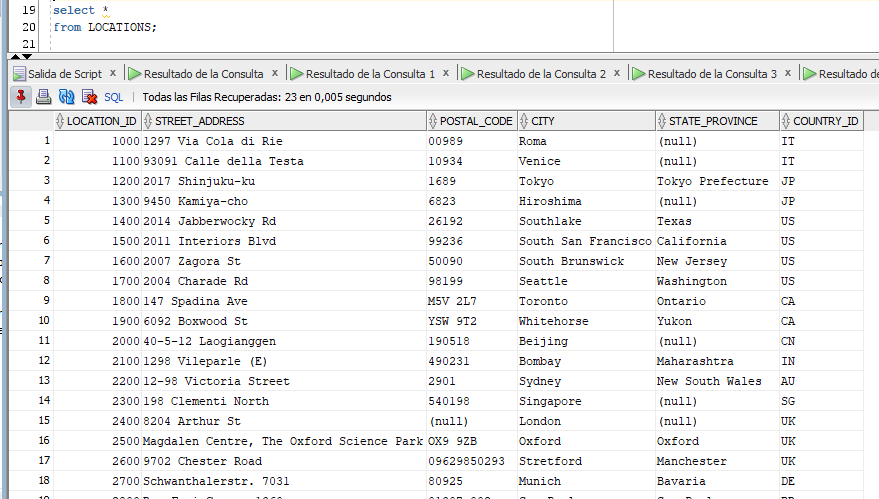 19 select *
20 from LOCATIONS;
21
Salida de Script x Resultado de la Consulta x Resultado de la Consulta 1 x Resultado de la Consulta 2 x Resultado de la Consulta 3 x Resultado de
SQL | Todas las Filas Recuperadas: 23 en 0,005 segundos
LOCATION_ID STREET_ADDRESS POSTAL_CODE CITY STATE_PROVINCE COUNTRY_ID
1 1000 1297 Via Cola di Rie 00989 Roma (null) IT
2 1100 93091 Calle della Testa 10934 Venice (null) IT
3 1200 2017 Shinjuku-ku 1689 Tokyo Tokyo Prefecture JP
4 1300 9450 Kamiya-cho 6823 Hiroshima (null) JP
5 1400 2014 Jabberwocky Rd 26192 Southlake Texas US
6 1500 2011 Interiors Blvd 99236 South San Francisco California US
7 1600 2007 Zagora St 50090 South Brunswick New Jersey US
8 1700 2004 Charade Rd 98199 Seattle Washington US
9 1800 147 Spadina Ave M5V 2L7 Toronto Ontario CA
10 1900 6092 Boxwood St YSW 9T2 Whitehorse Yukon CA
11 2000 40-5-12 Laogianggen 190518 Beijing (null) CN
12 2100 1298 Vileparle (E) 490231 Bombay Maharashtra IN
13 2200 12-98 Victoria Street 2901 Sydney New South Wales AU
14 2300 198 Clementi North 540198 Singapore (null) SG
15 2400 8204 Arthur St (null) London (null) UK
16 2500 Magdalen Centre, The Oxford Science Park OX9 9ZB Oxford Oxford UK
17 2600 9702 Chester Road 09629850293 Stretford Manchester UK
18 2700 Schwanthalerstr. 7031 80925 Munich Bavaria DE